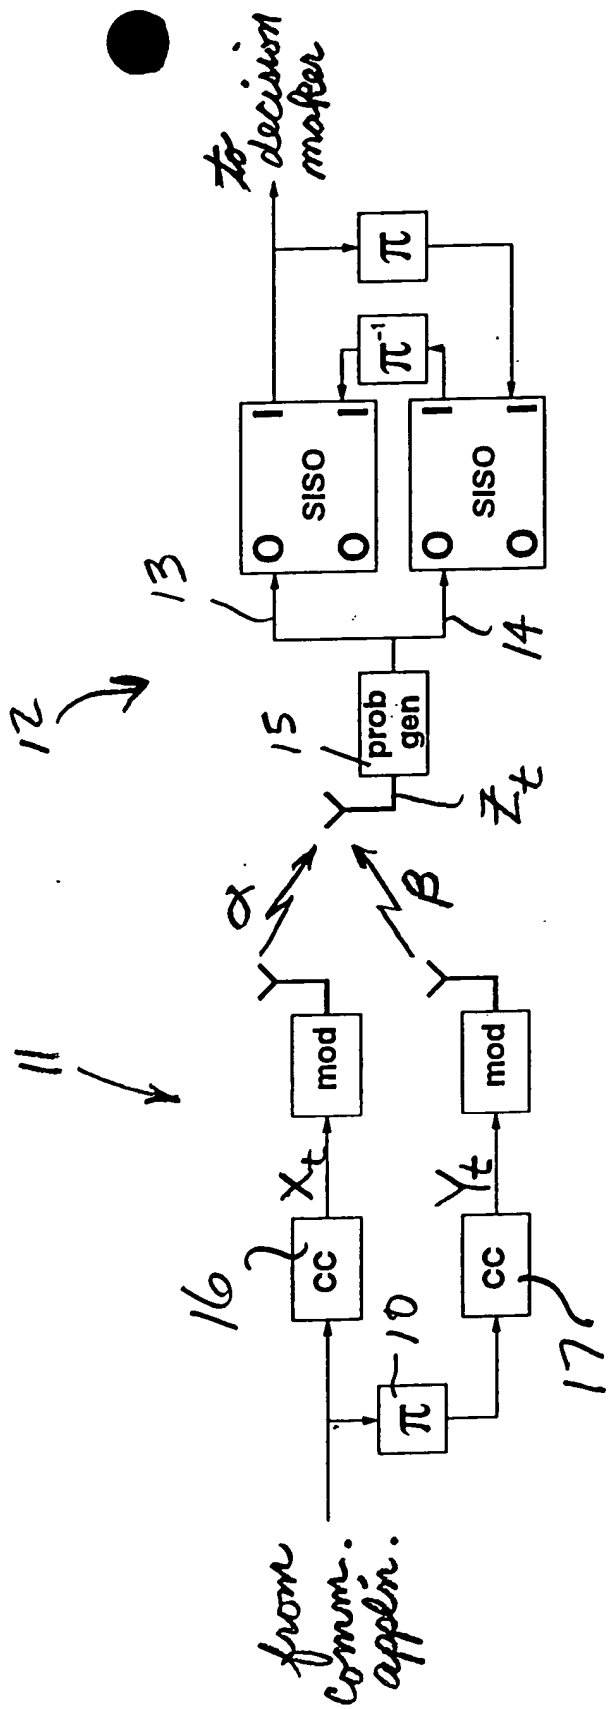 from
comm.
appln.
π
10
16
cc
17
cc
11
Xt
Yt
mod
mod
α
β
12
Zt
15
prob
gen
13
14
O
SISO
I
O
I
O
SISO
I
O
I
π⁻¹
π
to
decision
maker